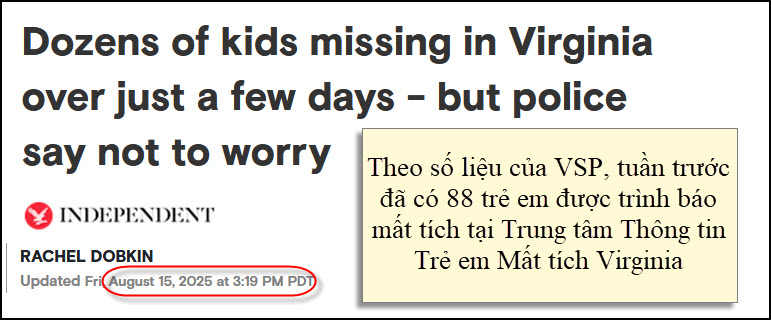 Dozens of kids missing in Virginia
over just a few days – but police
say not to worry
Theo số liệu của VSP, tuần trước
đã có 88 trẻ em được trình báo
mất tích tại Trung tâm Thông tin
Trẻ em Mất tích Virginia
INDEPENDENT
RACHEL DOBKIN
Updated Fri, August 15, 2025 at 3:19 PM PDT